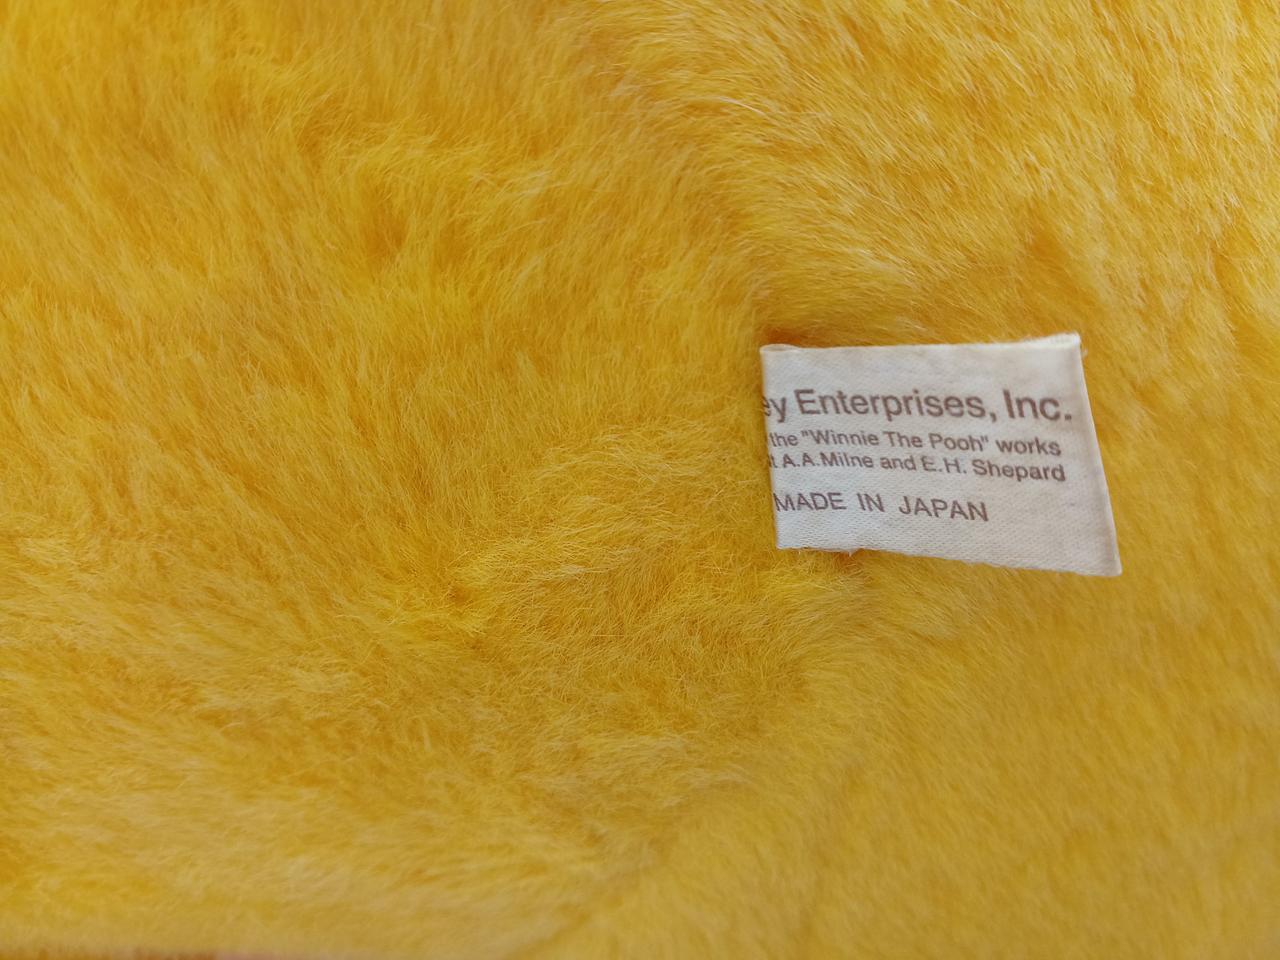 ey Enterprises, Inc.
the "Winnie The Pooh" works
t A.A.Milne and E.H. Shepard
MADE IN JAPAN